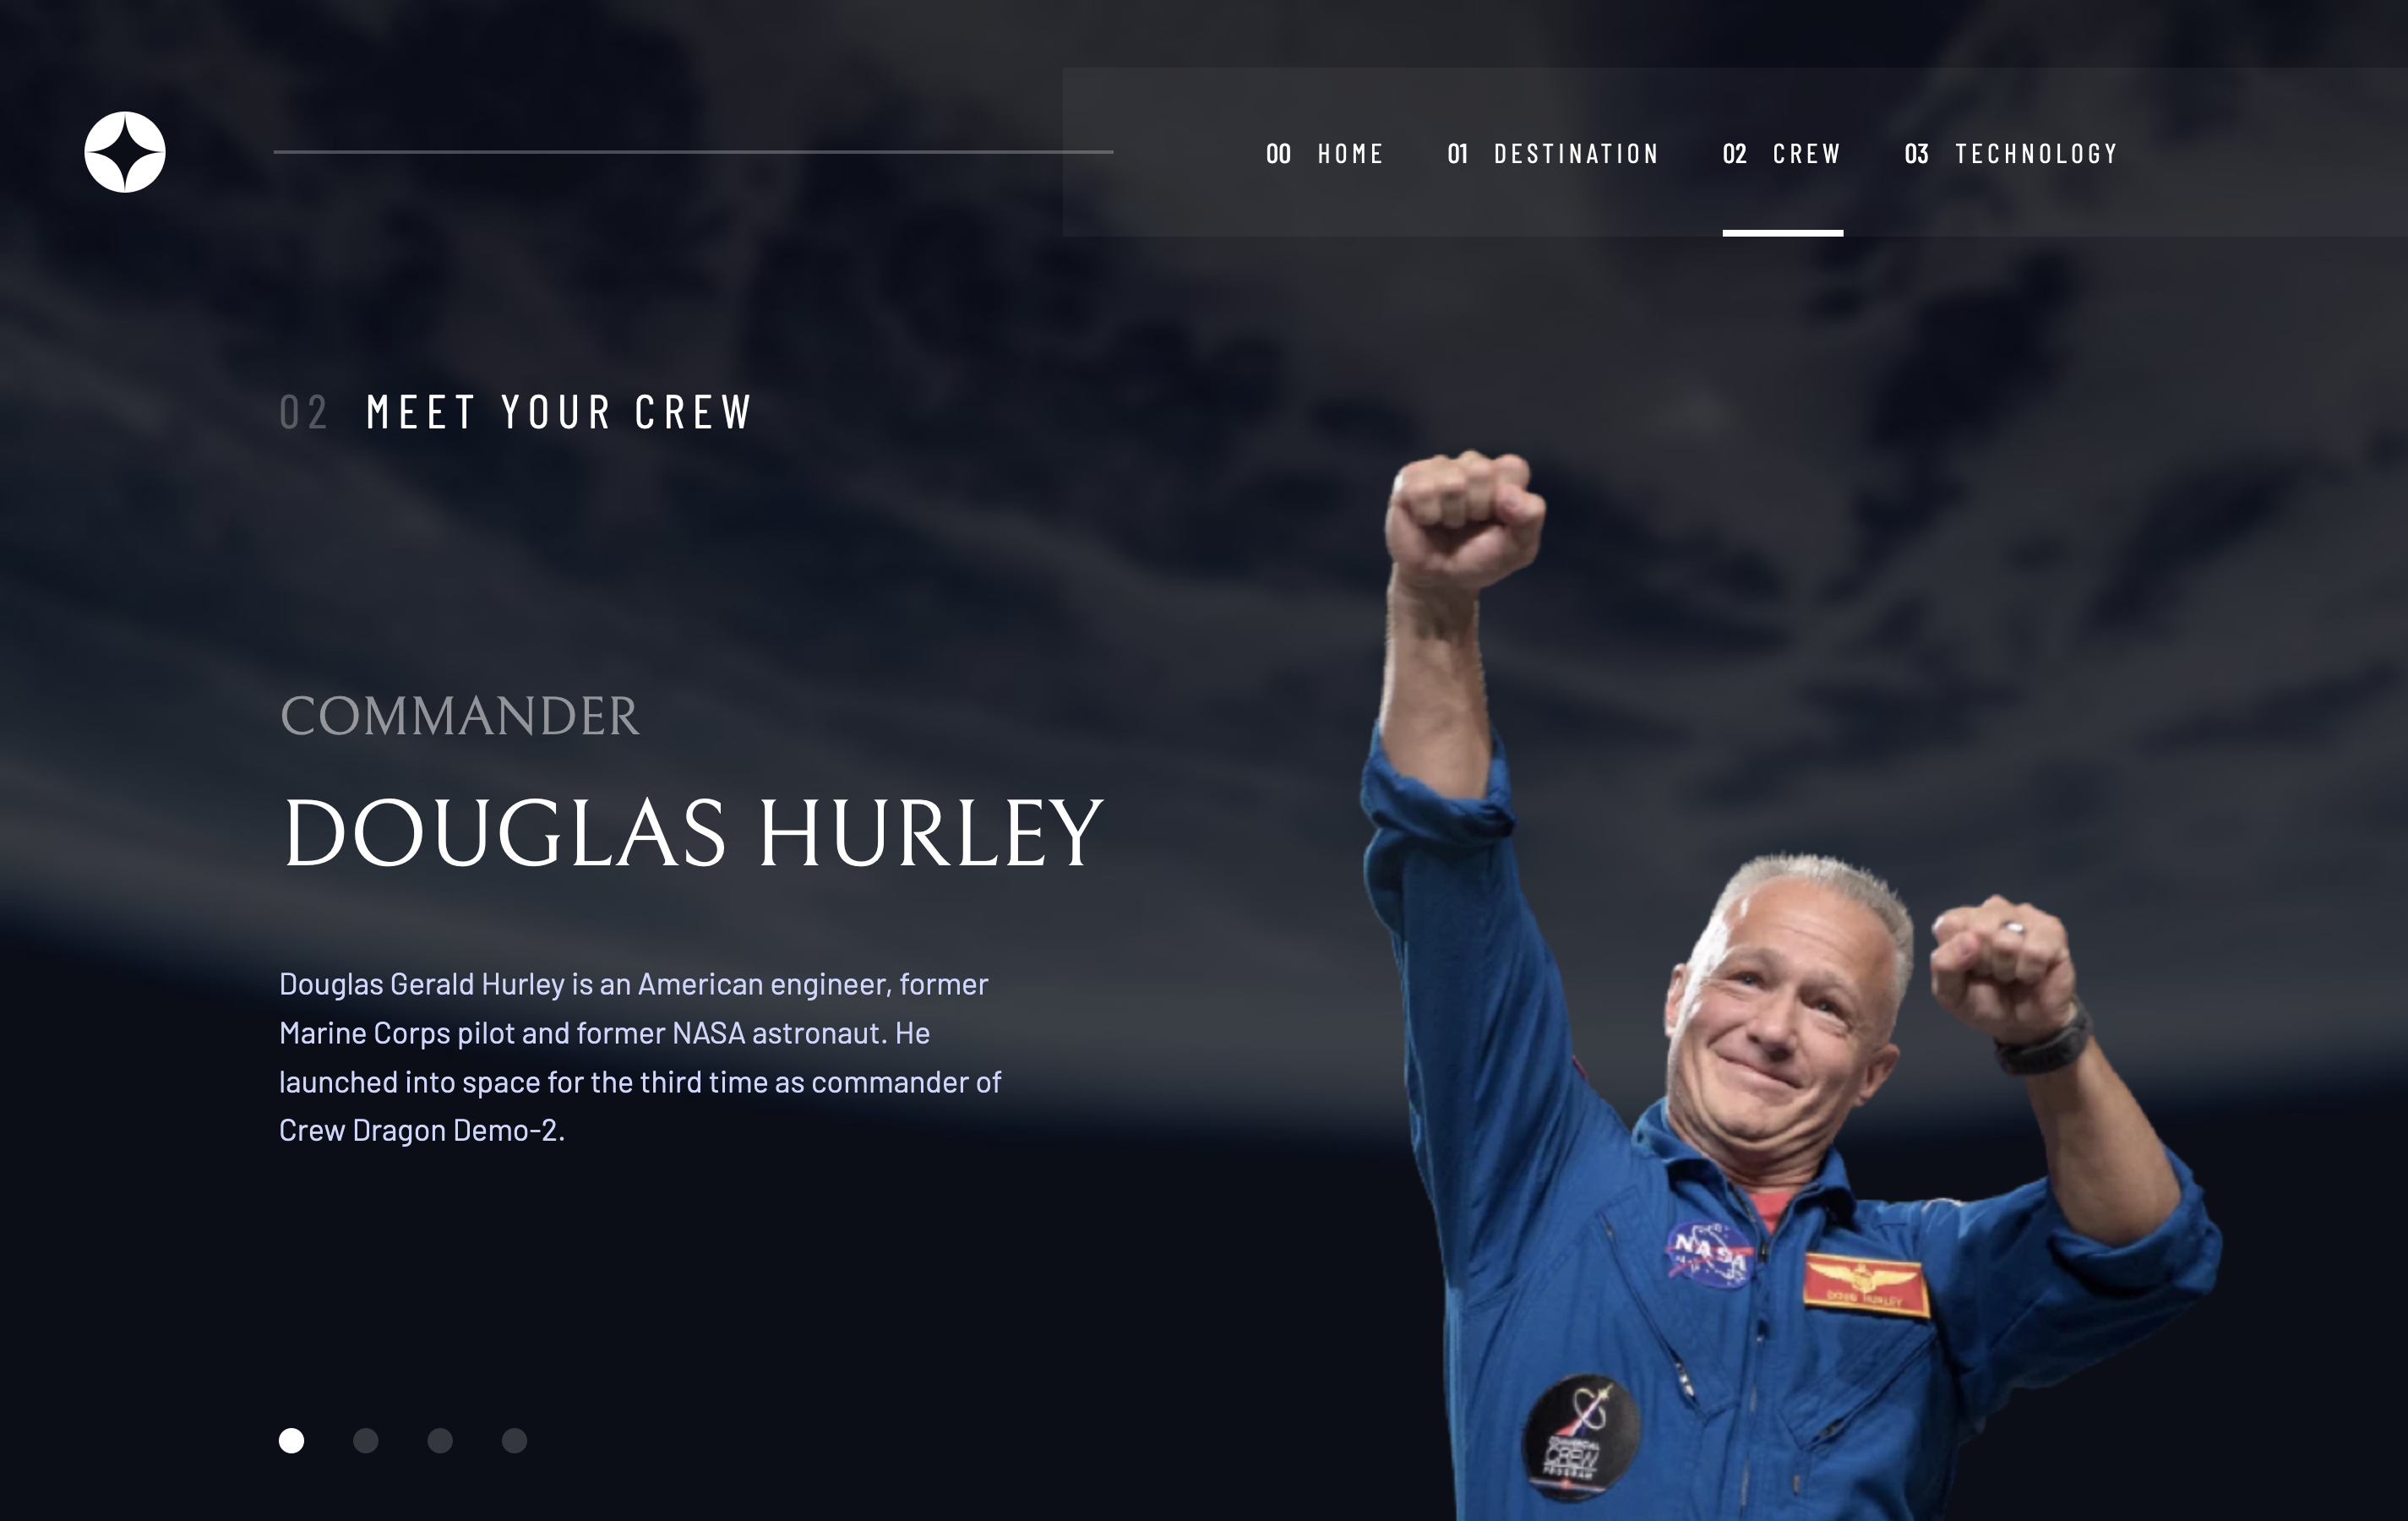 00 HOME 01 DESTINATION 02 CREW 03 TECHNOLOGY
02 MEET YOUR CREW
COMMANDER
DOUGLAS HURLEY
Douglas Gerald Hurley is an American engineer, former
Marine Corps pilot and former NASA astronaut. He
launched into space for the third time as commander of
Crew Dragon Demo-2.
NASA
DOUG HURLEY
COMMERCIAL
CREW
PROGRAM